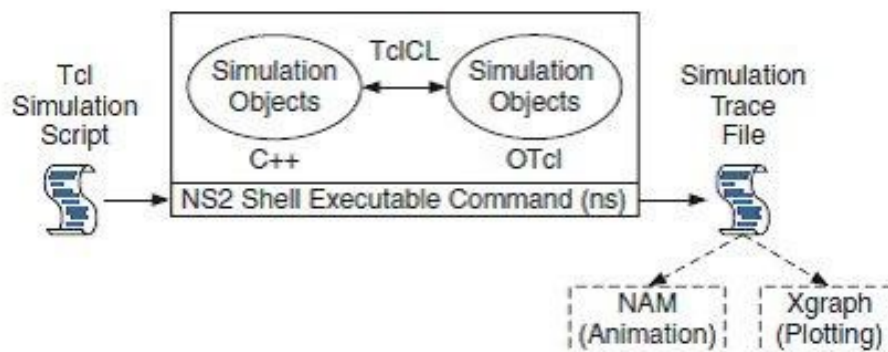 Tcl
Simulation
Script
TclCL
Simulation
Objects
Simulation
Objects
C++
OTcl
NS2 Shell Executable Command (ns)
Simulation
Trace
File
NAM
(Animation)
Xgraph
(Plotting)